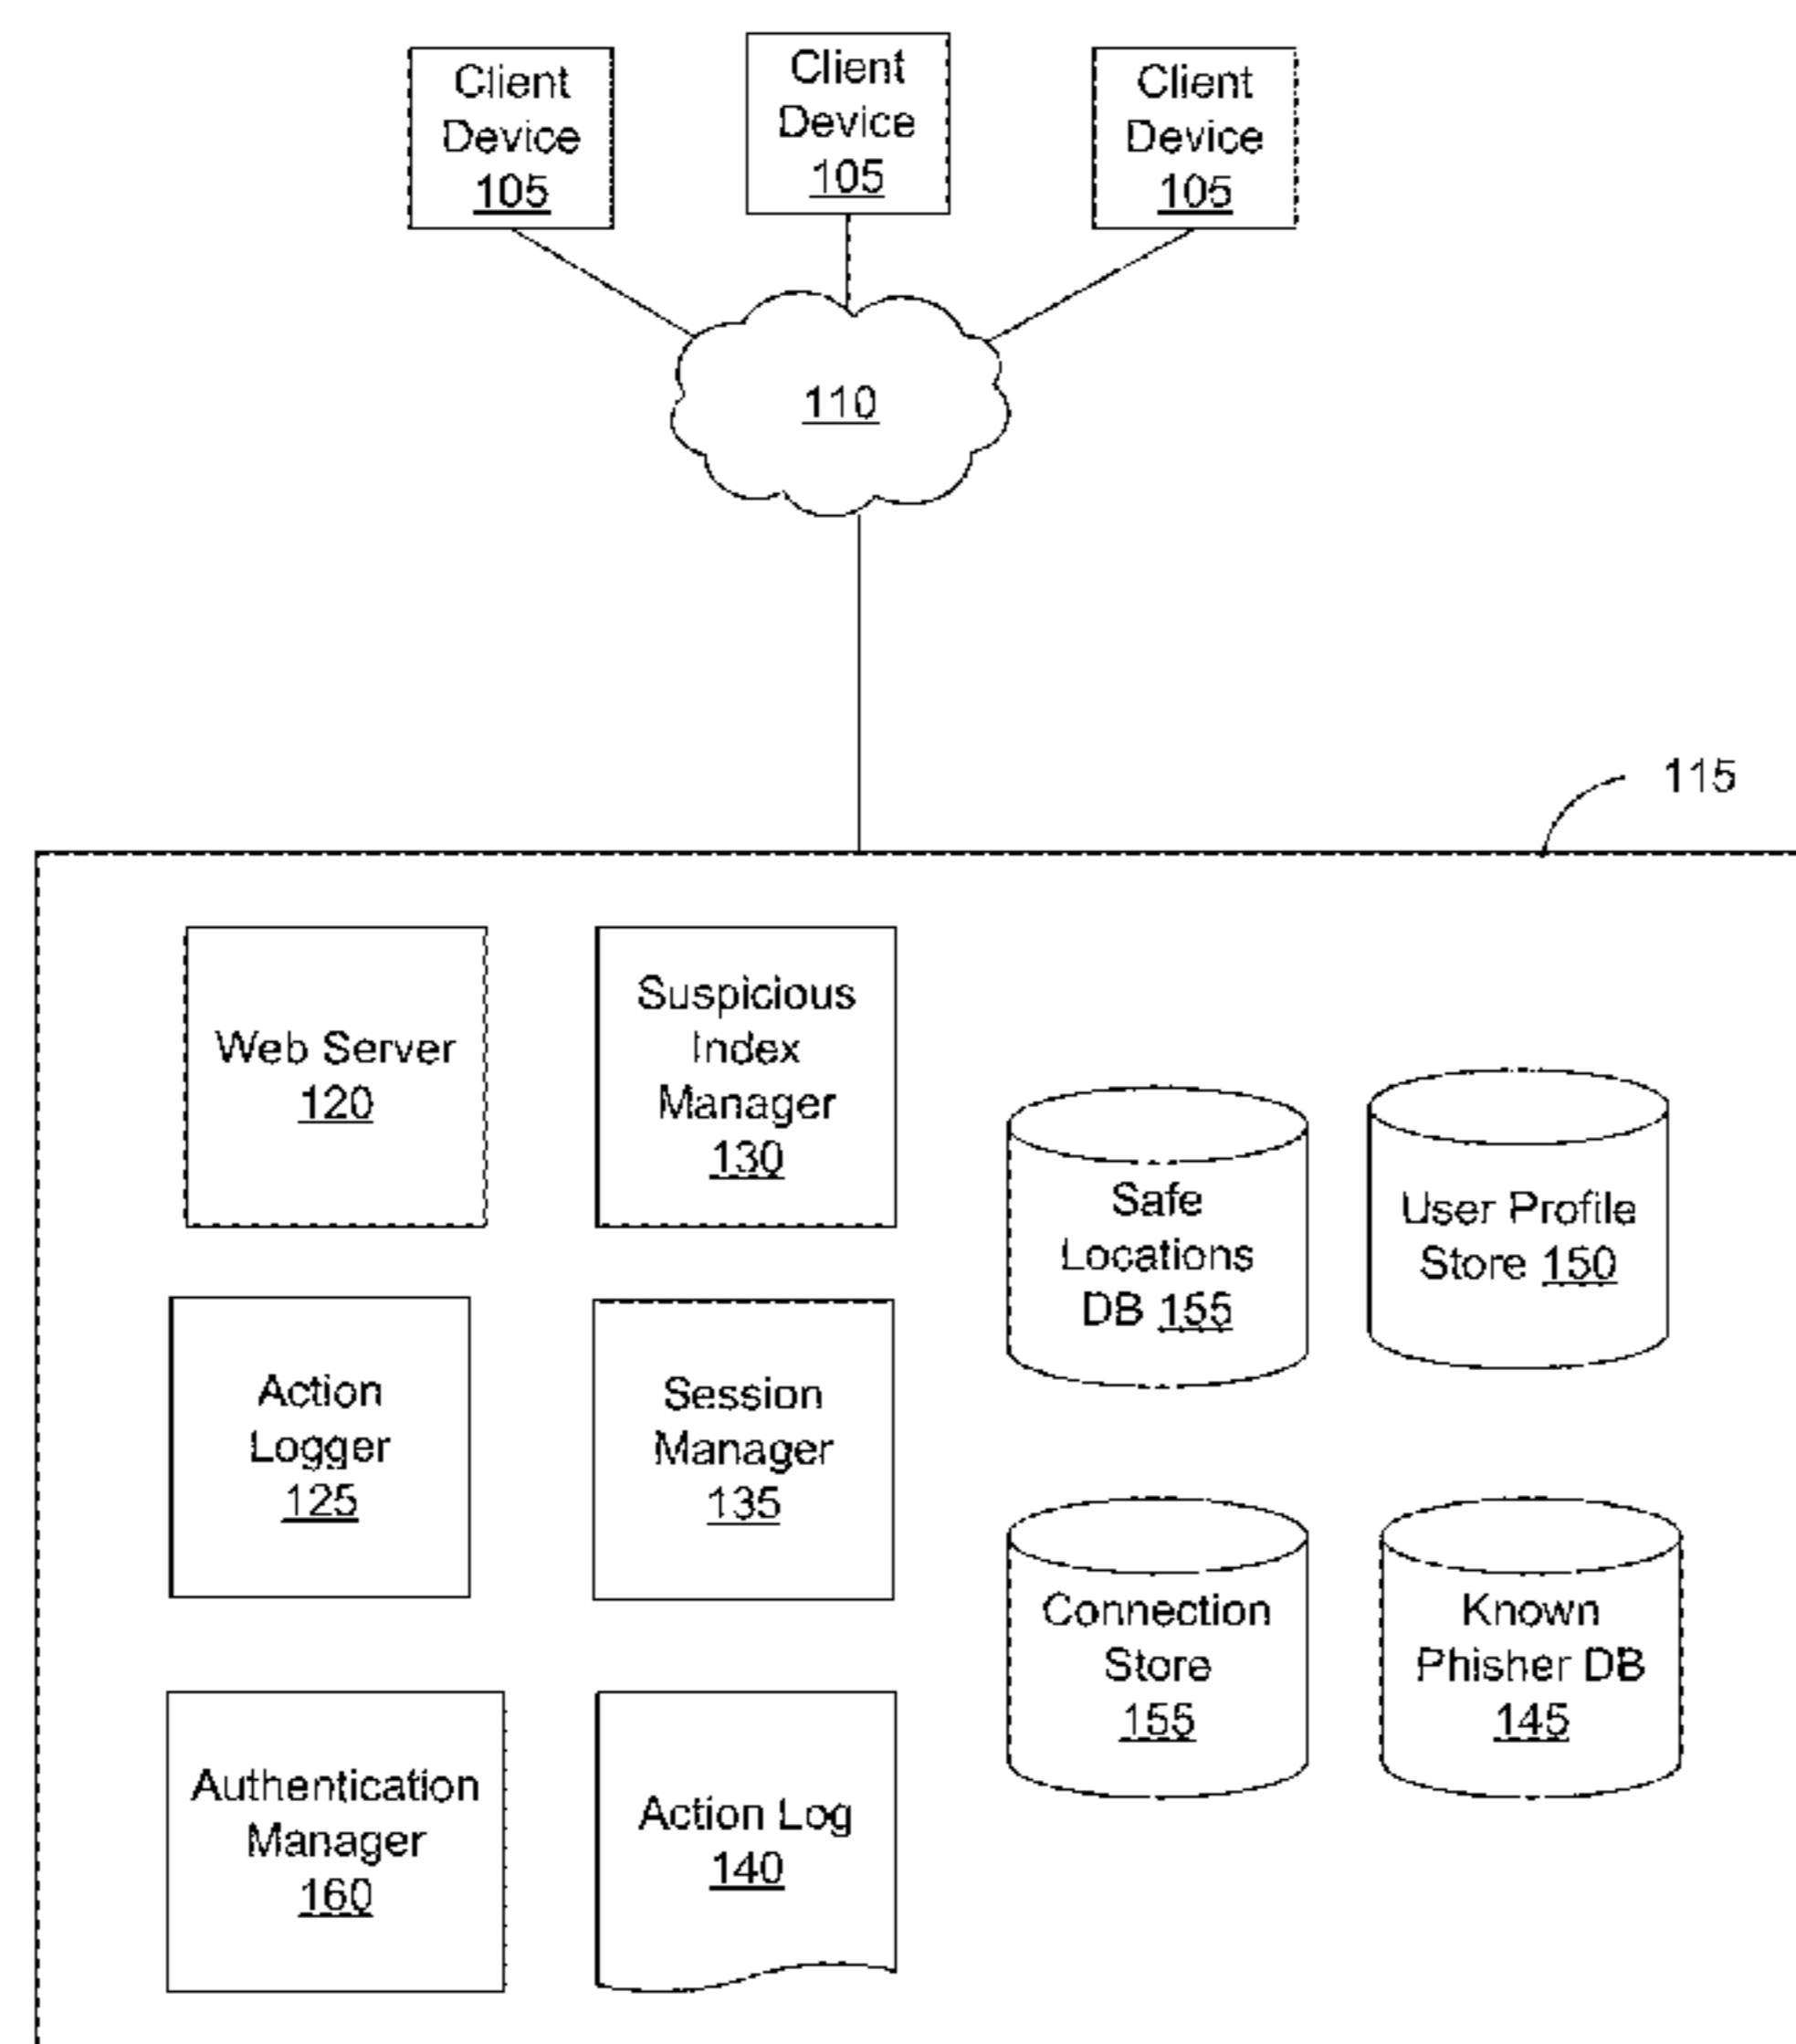 Client
Device
105
Client
Device
105
Client
Device
105
110
115
Web Server
120
Suspicious
Index
Manager
130
Safe
Locations
DB 155
User Profile
Store 150
Action
Logger
125
Session
Manager
135
Connection
Store
155
Known
Phisher DB
145
Authentication
Manager
160
Action Log
140